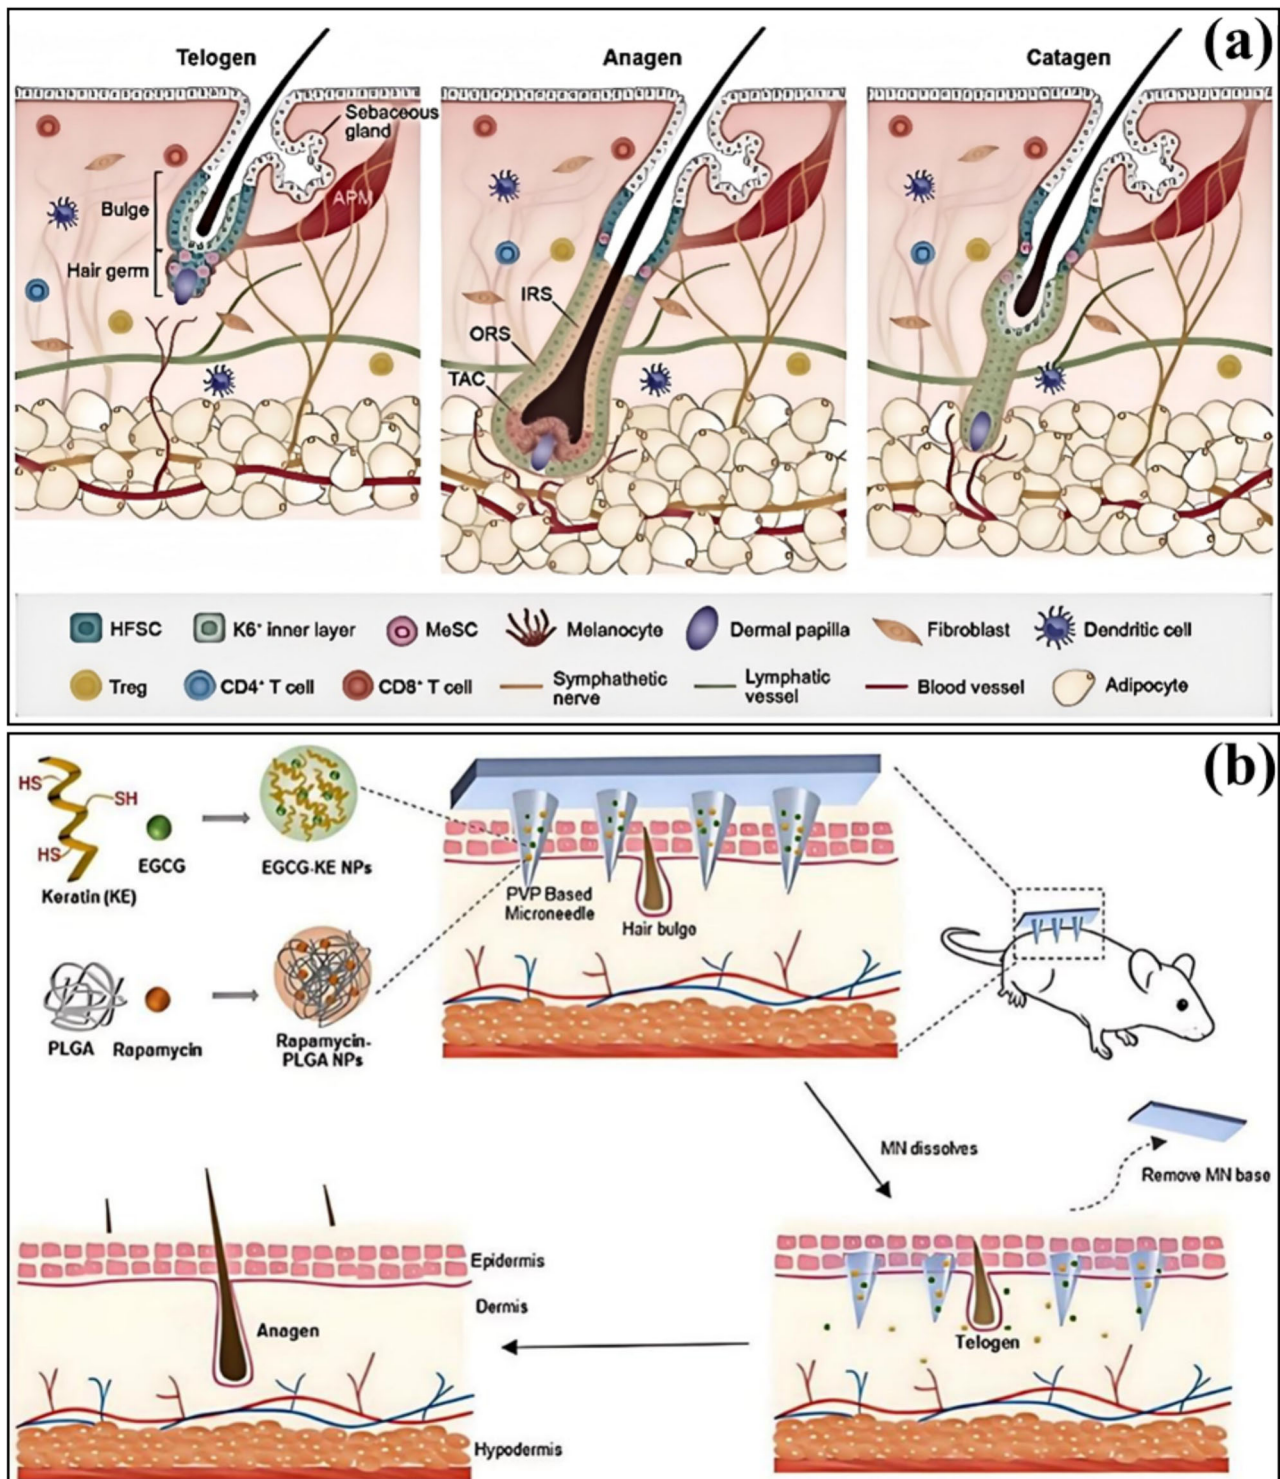 (a)
Telogen
Anagen
Catagen
Sebaceous
gland
APM
Bulge
Hair germ
IRS
ORS
TAC
HFSC
K6⁺ inner layer
MeSC
Melanocyte
Dermal papilla
Fibroblast
Dendritic cell
Treg
CD4⁺ T cell
CD8⁺ T cell
Symphathetic
nerve
Lymphatic
vessel
Blood vessel
Adipocyte
(b)
HS
SH
HS
EGCG
Keratin (KE)
EGCG-KE NPs
PVP Based
Microneedle
Hair bulge
PLGA
Rapamycin
Rapamycin-
PLGA NPs
MN dissolves
Remove MN base
Epidermis
Dermis
Anagen
Telogen
Hypodermis